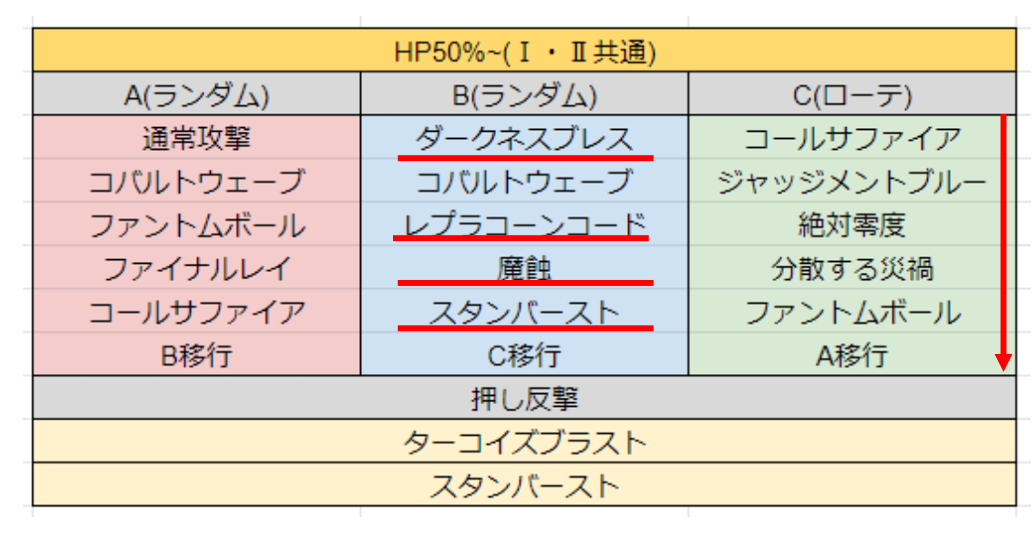 HP50%~(Ⅰ・Ⅱ共通)
A(ランダム) B(ランダム) C(ローテ)
通常攻撃 ダークネスブレス コールサファイア
コバルトウェーブ コバルトウェーブ ジャッジメントブルー
ファントムボール レプラコーンコード 絶対零度
ファイナルレイ 魔蝕 分散する災禍
コールサファイア スタンバースト ファントムボール
B移行 C移行 A移行
押し反撃
ターコイズブラスト
スタンバースト